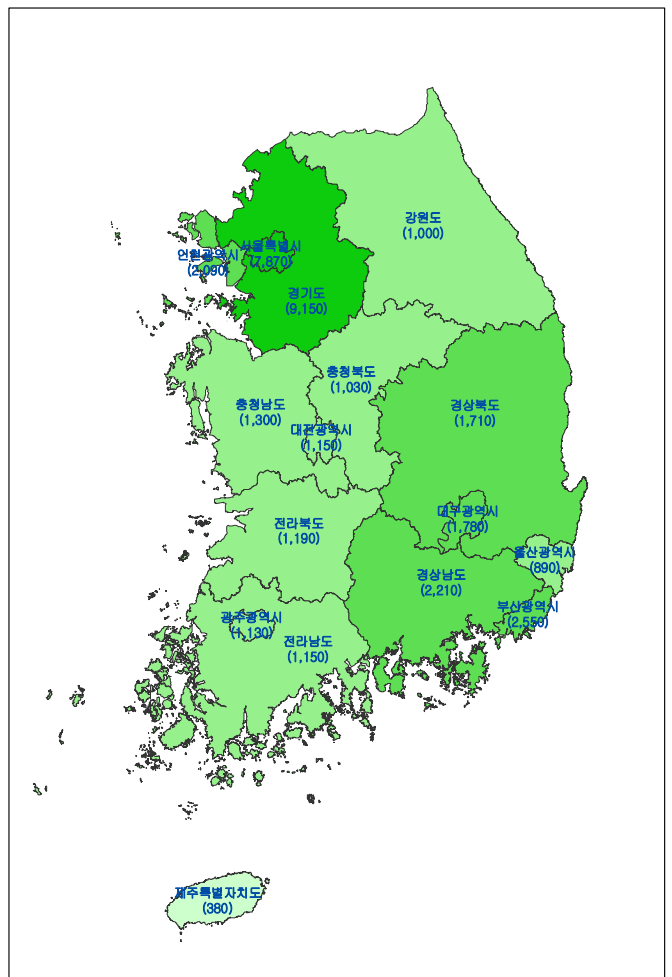 강원도
(1,000)
서울특별시
(7,870)
인천광역시
(2,090)
경기도
(9,150)
충청북도
(1,030)
충청남도
(1,300)
경상북도
(1,710)
대전광역시
(1,150)
대구광역시
(1,780)
전라북도
(1,190)
울산광역시
(890)
경상남도
(2,210)
부산광역시
(2,550)
광주광역시
(1,130)
전라남도
(1,150)
제주특별자치도
(380)